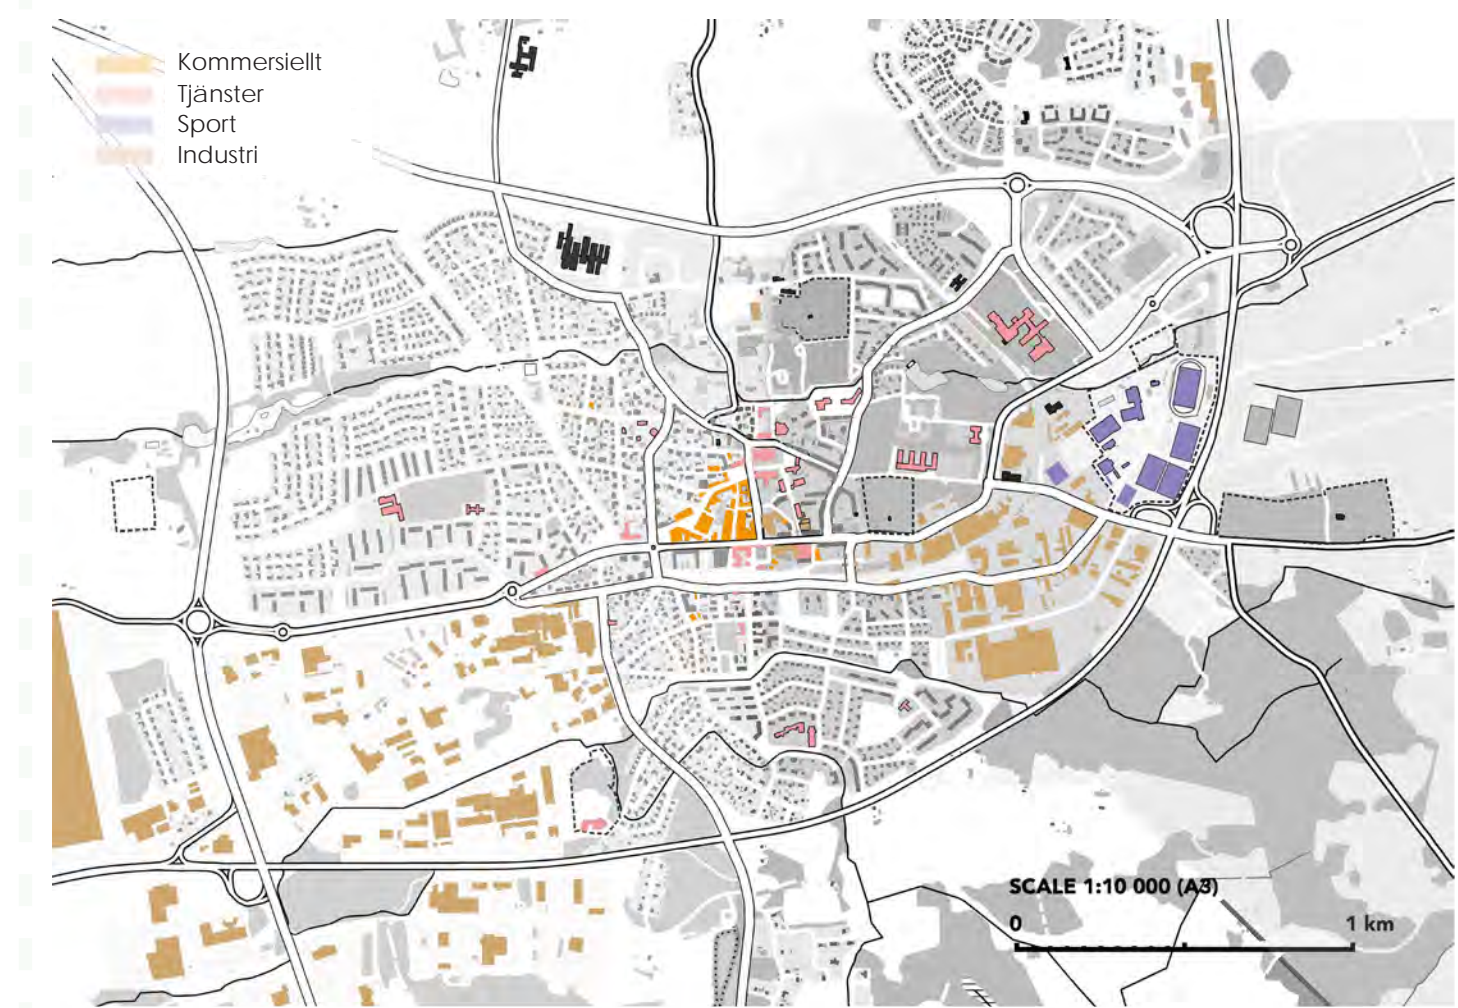 Kommersiellt
Tjänster
Sport
Industri
SCALE 1:10 000 (A3)
0 1 km